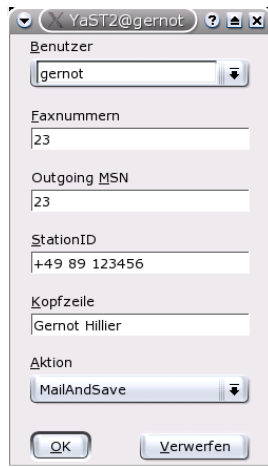 YaST2@gernot
Benutzer
gernot
Faxnummern
23
Outgoing MSN
23
StationID
+49 89 123456
Kopfzeile
Gernot Hillier
Aktion
MailAndSave
OK Verwerfen